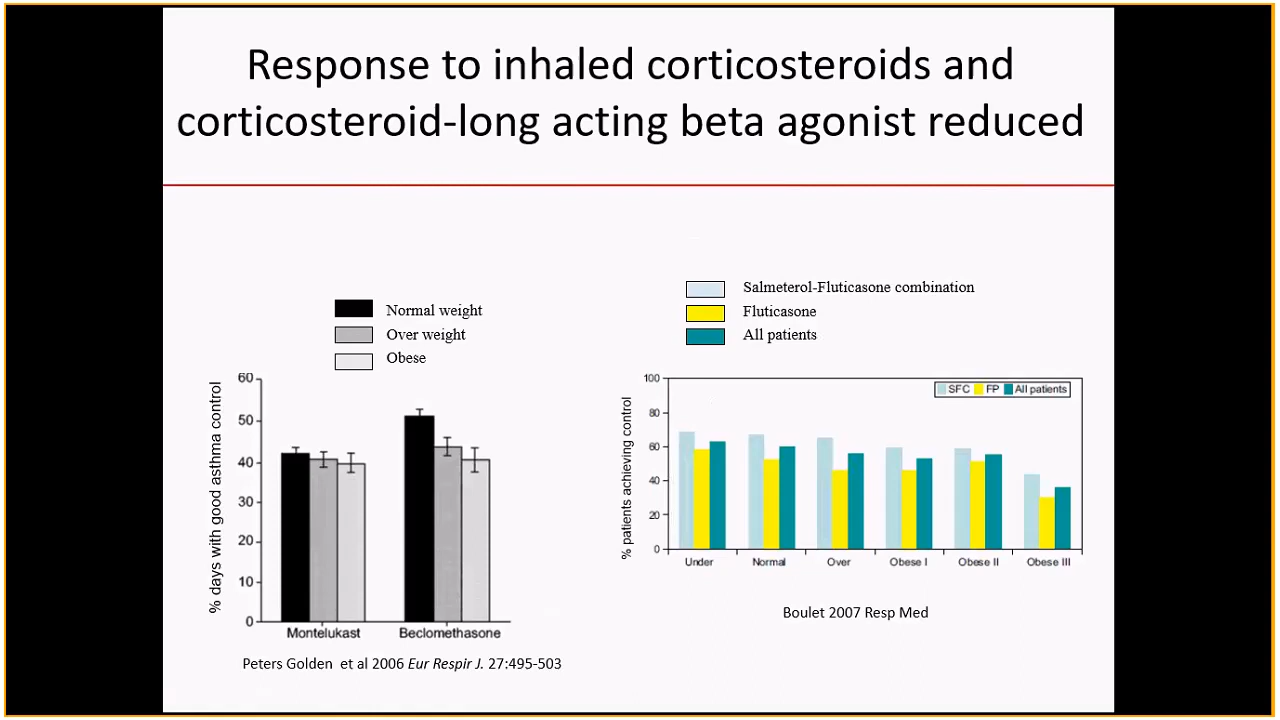 Response to inhaled corticosteroids and
corticosteroid-long acting beta agonist reduced
Normal weight
Over weight
Obese
% days with good asthma control
60
50
40
30
20
10
0
Montelukast
Beclomethasone
Peters Golden et al 2006 Eur Respir J. 27:495-503
Salmeterol-Fluticasone combination
Fluticasone
All patients
% patients achieving control
100
80
60
40
20
0
SFC FP All patients
Under Normal Over Obese I Obese II Obese III
Boulet 2007 Resp Med